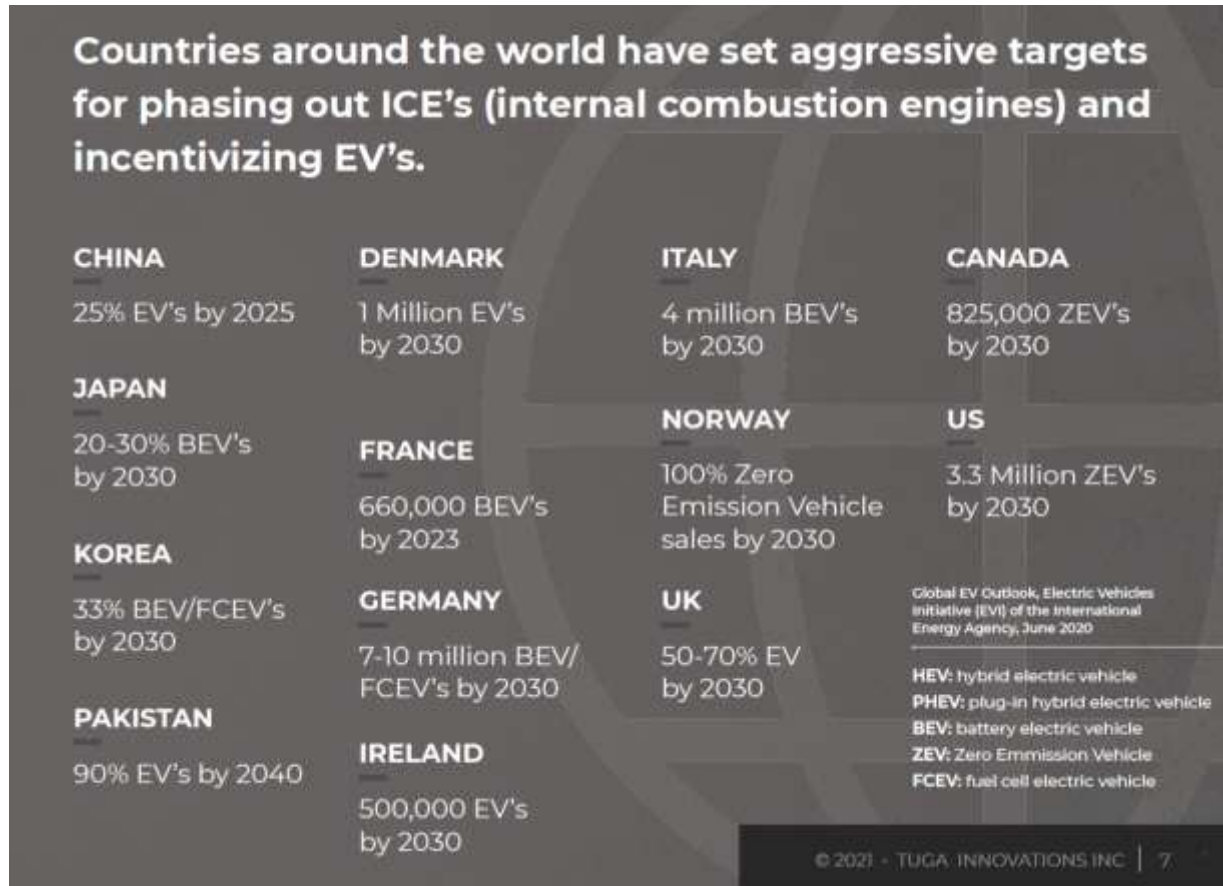 Countries around the world have set aggressive targets
for phasing out ICE's (internal combustion engines) and
incentivizing EV's.
CHINA
25% EV's by 2025
JAPAN
20-30% BEV's
by 2030
KOREA
33% BEV/FCEV's
by 2030
PAKISTAN
90% EV's by 2040
DENMARK
1 Million EV's
by 2030
FRANCE
660,000 BEV's
by 2023
GERMANY
7-10 million BEV/
FCEV's by 2030
IRELAND
500,000 EV's
by 2030
ITALY
4 million BEV's
by 2030
NORWAY
100% Zero
Emission Vehicle
sales by 2030
UK
50-70% EV
by 2030
CANADA
825,000 ZEV's
by 2030
US
3.3 Million ZEV's
by 2030
Global EV Outlook, Electric Vehicles
Initiative (EVI) of the International
Energy Agency, June 2020
HEV: hybrid electric vehicle
PHEV: plug-in hybrid electric vehicle
BEV: battery electric vehicle
ZEV: Zero Emmission Vehicle
FCEV: fuel cell electric vehicle
© 2021 - TUGA INNOVATIONS INC | 7